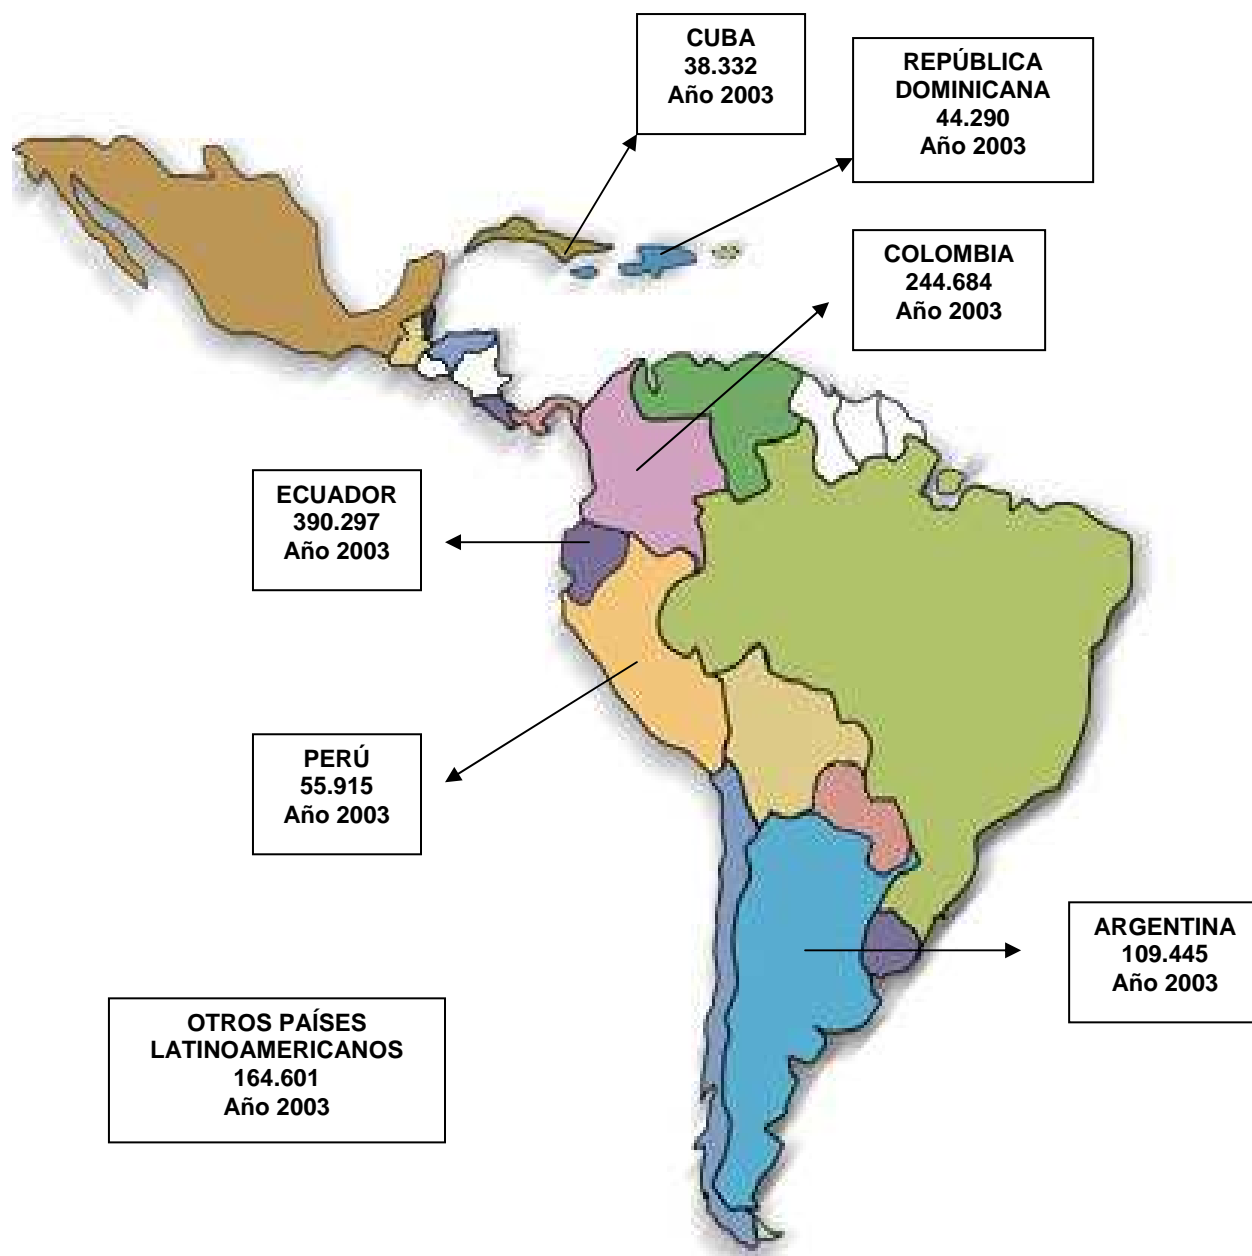 CUBA
38.332
Año 2003
REPÚBLICA
DOMINICANA
44.290
Año 2003
COLOMBIA
244.684
Año 2003
ECUADOR
390.297
Año 2003
PERÚ
55.915
Año 2003
ARGENTINA
109.445
Año 2003
OTROS PAÍSES
LATINOAMERICANOS
164.601
Año 2003